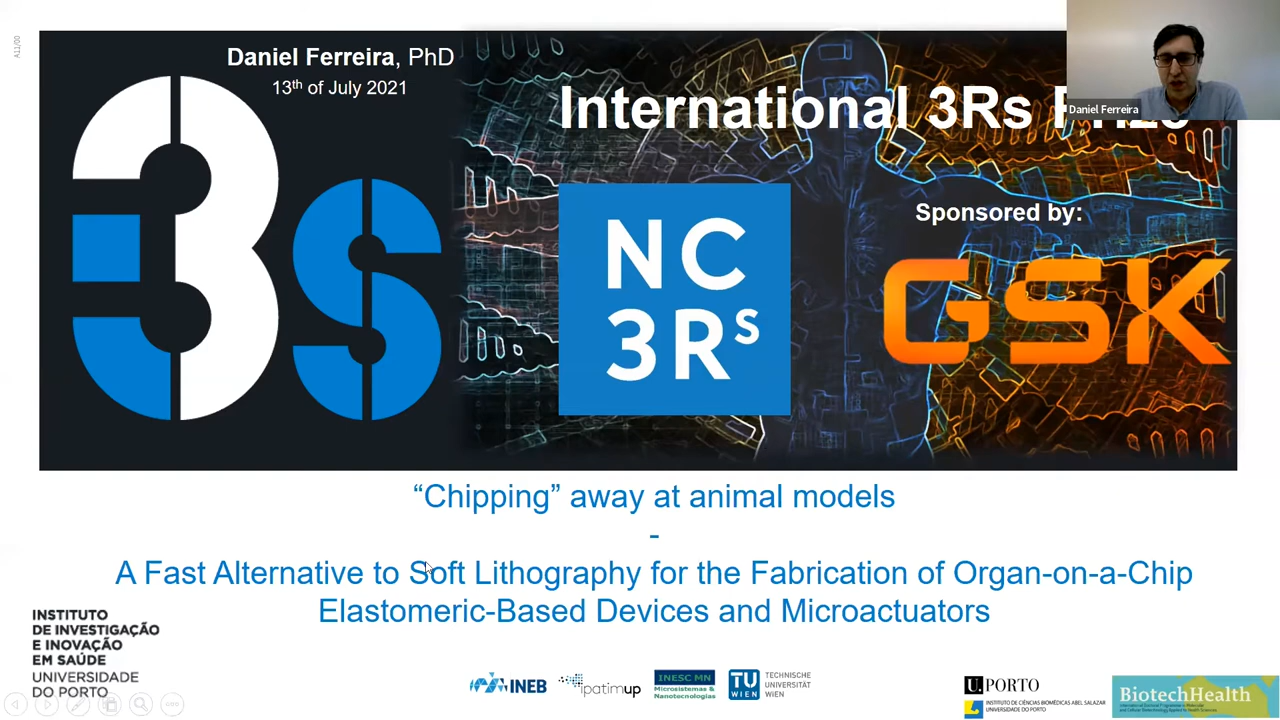 A11/00
Daniel Ferreira, PhD
13th of July 2021
3s
International 3Rs
Daniel Ferreira
NC
3Rs
Sponsored by:
GSK
“Chipping” away at animal models
-
A Fast Alternative to Soft Lithography for the Fabrication of Organ-on-a-Chip
Elastomeric-Based Devices and Microactuators
INSTITUTO
DE INVESTIGAÇÃO
E INOVAÇÃO
EM SAÚDE
UNIVERSIDADE
DO PORTO
INEB
ipatimup
INESC MN
Microsistemas &
Nanotecnologias
TU
WIEN
TECHNISCHE
UNIVERSITÄT
WIEN
U.PORTO
INSTITUTO DE CIÊNCIAS BIOMÉDICAS ABEL SALAZAR
UNIVERSIDADE DO PORTO
BiotechHealth